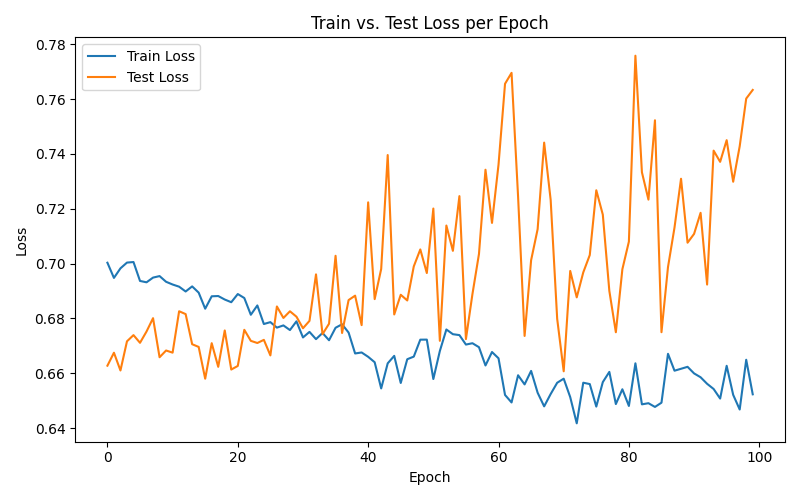 Train vs. Test Loss per Epoch
Train Loss
Test Loss
0.78
0.76
0.74
0.72
0.70
0.68
0.66
0.64
Loss
0 20 40 60 80 100
Epoch